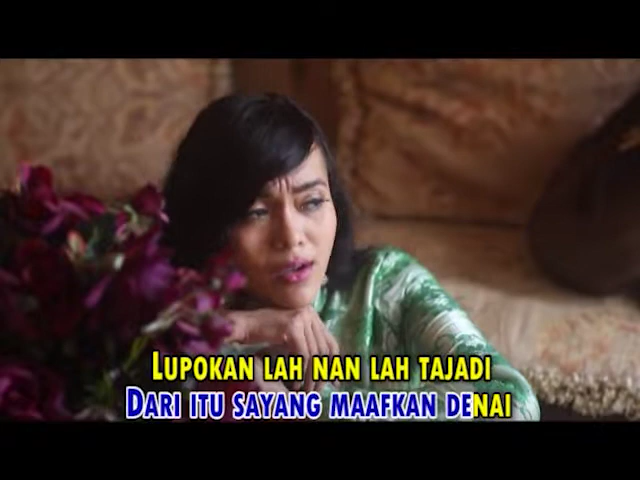 LUPOKAN LAH NAN LAH TAJADI
DARI ITU SAYANG MAAFKAN DENAI